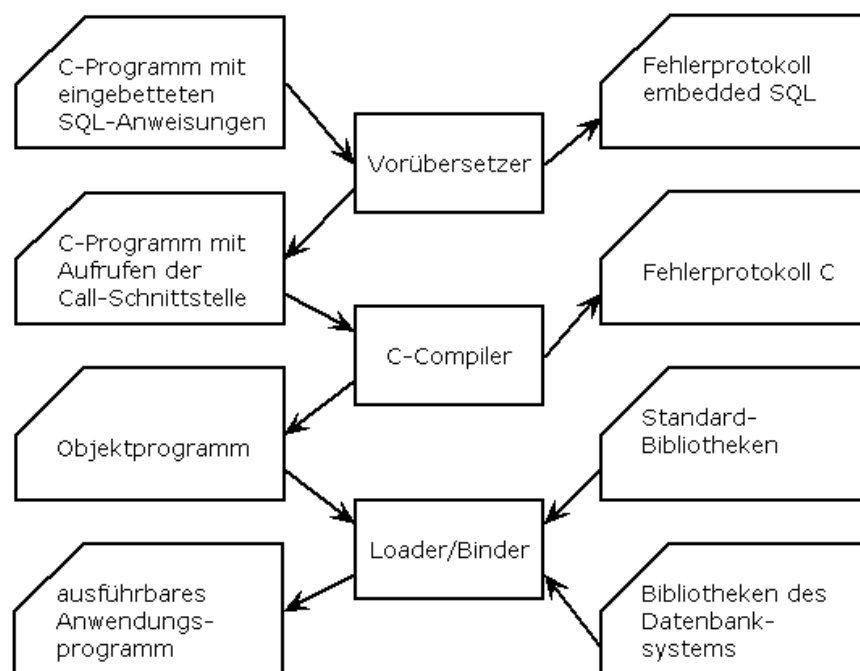 C-Programm mit
eingebetteten
SQL-Anweisungen
Fehlerprotokoll
embedded SQL
Vorübersetzer
C-Programm mit
Aufrufen der
Call-Schnittstelle
Fehlerprotokoll C
C-Compiler
Objektprogramm
Standard-
Bibliotheken
Loader/Binder
ausführbares
Anwendungs-
programm
Bibliotheken des
Datenbank-
systems